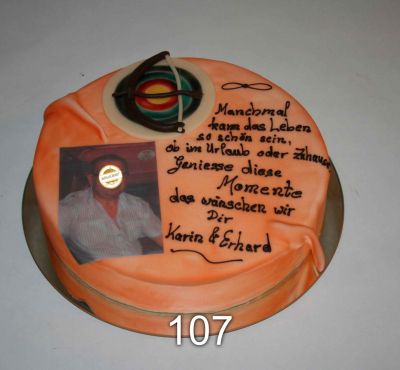 Manchmal
kann das Leben
so schön sein,
ob im Urlaub oder Zuhause
Geniesse diese
Momente
das wünschen wir
Dir
Karin & Erhard
107